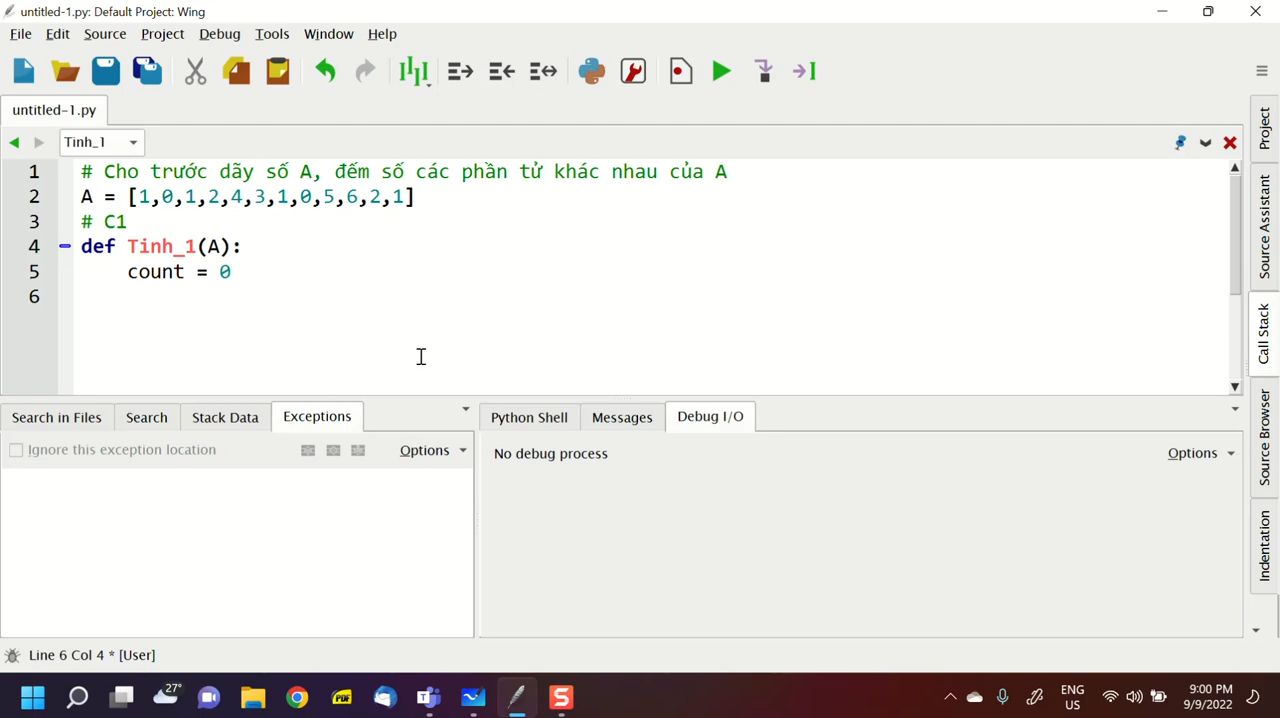 untitled-1.py: Default Project: Wing
File Edit Source Project Debug Tools Window Help
untitled-1.py
Tinh_1
1 # Cho trước dãy số A, đếm số các phần tử khác nhau của A
2 A = [1,0,1,2,4,3,1,0,5,6,2,1]
3 # C1
4 def Tinh_1(A):
5 count = 0
6
Project
Source Assistant
Call Stack
Source Browser
Indentation
Search in Files Search Stack Data Exceptions
Ignore this exception location Options
Python Shell Messages Debug I/O
No debug process Options
Line 6 Col 4 * [User]
27°
PDF
S
ENG
US
9:00 PM
9/9/2022